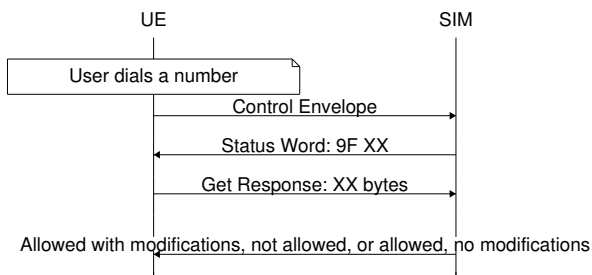 UE
SIM
User dials a number
Control Envelope
Status Word: 9F XX
Get Response: XX bytes
Allowed with modifications, not allowed, or allowed, no modifications